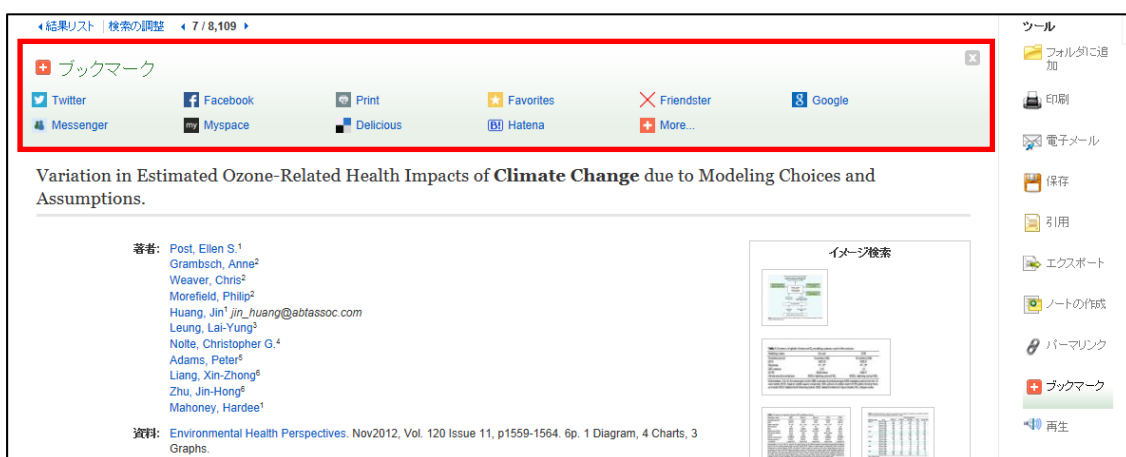 結果リスト | 検索の調整 7 / 8,109
ブックマーク
Twitter Facebook Print Favorites Friendster Google
Messenger Myspace Delicious Hatena More...
Variation in Estimated Ozone-Related Health Impacts of Climate Change due to Modeling Choices and
Assumptions.
著者: Post, Ellen S.¹
Grambsch, Anne²
Weaver, Chris²
Morefield, Philip²
Huang, Jin¹ jin_huang@abtassoc.com
Leung, Lai-Yung³
Nolte, Christopher G.⁴
Adams, Peter⁵
Liang, Xin-Zhong⁶
Zhu, Jin-Hong⁶
Mahoney, Hardee¹
資料: Environmental Health Perspectives. Nov2012, Vol. 120 Issue 11, p1559-1564. 6p. 1 Diagram, 4 Charts, 3
Graphs.
イメージ検索
ツール
フォルダに追
加
印刷
電子メール
保存
引用
エクスポート
ノートの作成
パーマリンク
ブックマーク
再生